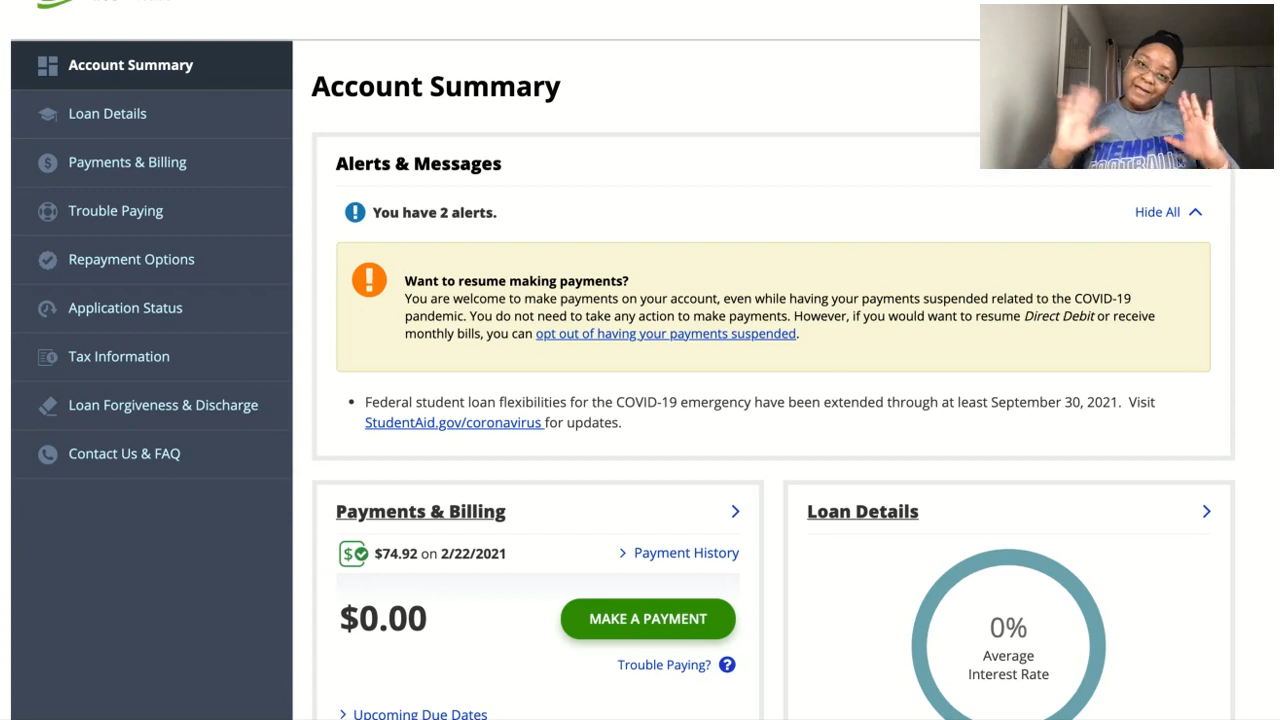 Account Summary
Loan Details
Payments & Billing
Trouble Paying
Repayment Options
Application Status
Tax Information
Loan Forgiveness & Discharge
Contact Us & FAQ
Account Summary
Alerts & Messages
You have 2 alerts.
Hide All
Want to resume making payments?
You are welcome to make payments on your account, even while having your payments suspended related to the COVID-19
pandemic. You do not need to take any action to make payments. However, if you would want to resume Direct Debit or receive
monthly bills, you can opt out of having your payments suspended.
Federal student loan flexibilities for the COVID-19 emergency have been extended through at least September 30, 2021. Visit
StudentAid.gov/coronavirus for updates.
Payments & Billing
$74.92 on 2/22/2021
Payment History
$0.00
MAKE A PAYMENT
Trouble Paying?
Upcoming Due Dates
Loan Details
0%
Average
Interest Rate
MEMPHIS
FOOTBALL